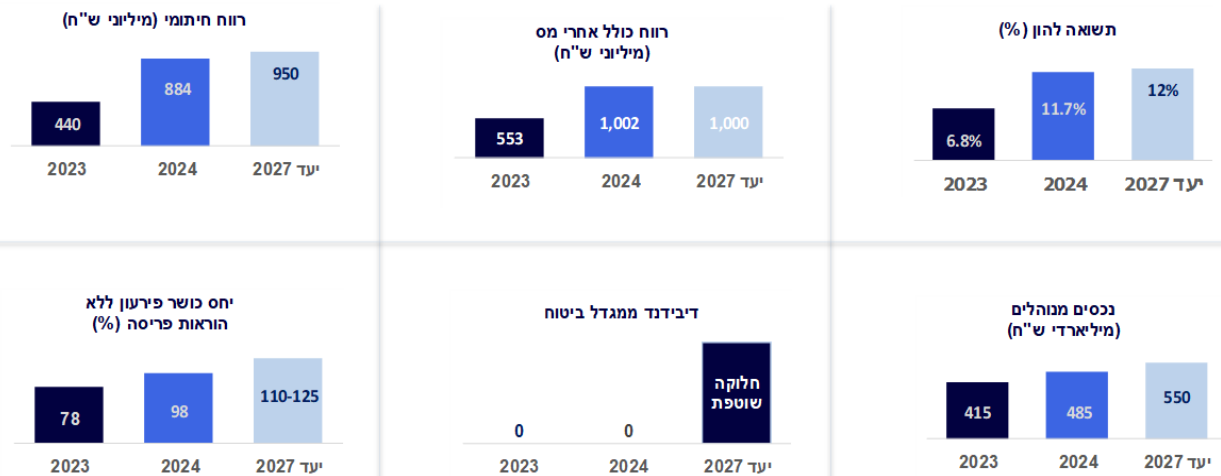 תשואה להון (%)
6.8%
11.7%
12%
2023
2024
יעד 2027
רווח כולל אחרי מס
(מיליוני ש"ח)
553
1,002
1,000
2023
2024
יעד 2027
רווח חיתומי (מיליוני ש"ח)
440
884
950
2023
2024
יעד 2027
נכסים מנוהלים
(מיליארדי ש"ח)
415
485
550
2023
2024
יעד 2027
דיבידנד ממגדל ביטוח
0
0
חלוקה
שוטפת
2023
2024
יעד 2027
יחס כושר פירעון ללא
הוראות פריסה (%)
78
98
110-125
2023
2024
יעד 2027